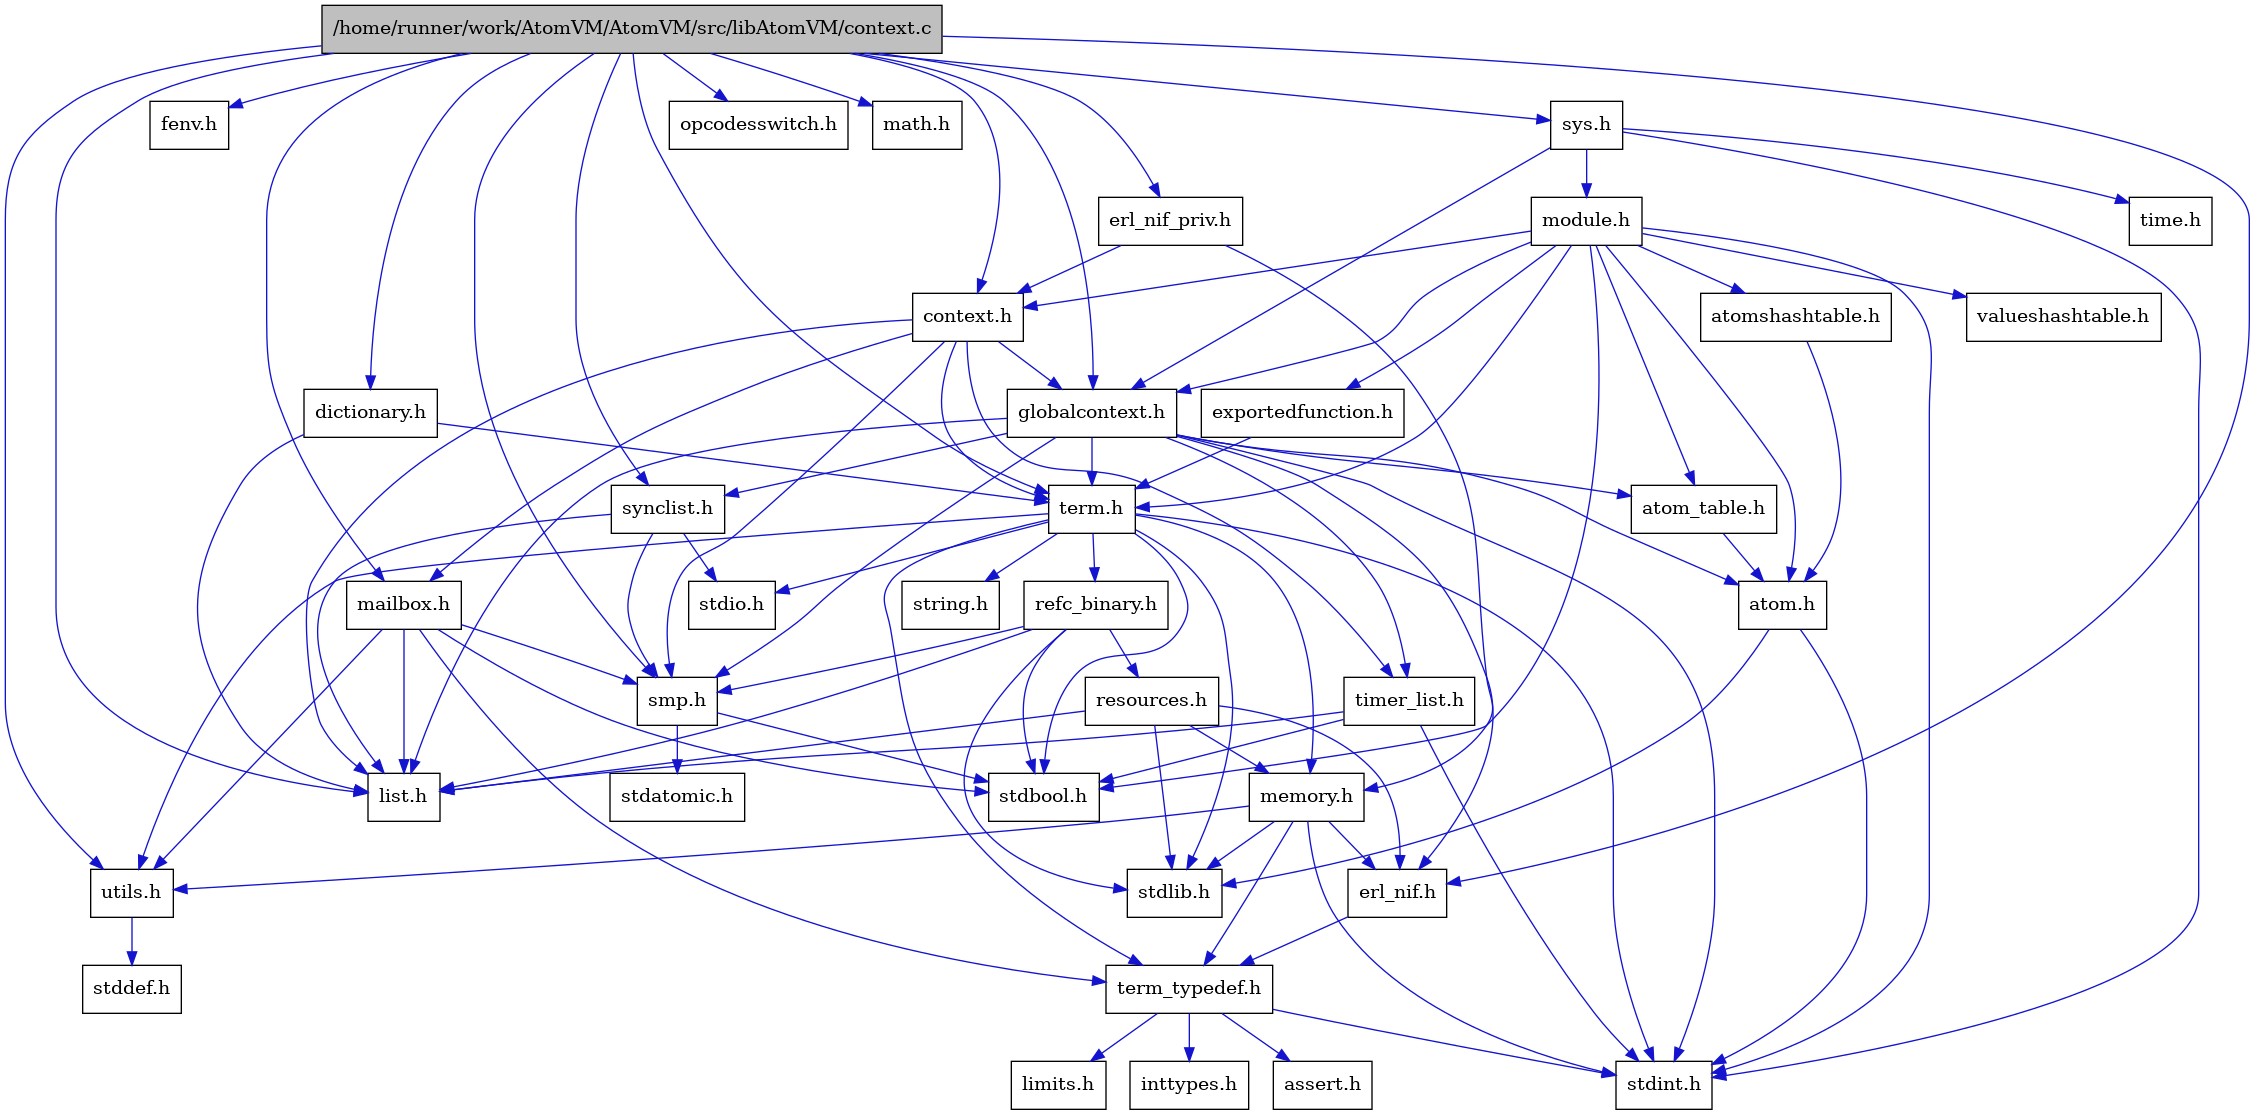 /home/runner/work/AtomVM/AtomVM/src/libAtomVM/context.c
fenv.h
opcodesswitch.h
math.h
sys.h
erl_nif_priv.h
module.h
time.h
context.h
atomshashtable.h
valueshashtable.h
dictionary.h
globalcontext.h
exportedfunction.h
synclist.h
term.h
atom_table.h
mailbox.h
stdio.h
string.h
refc_binary.h
atom.h
smp.h
resources.h
timer_list.h
list.h
stdatomic.h
stdbool.h
memory.h
utils.h
stdlib.h
erl_nif.h
stddef.h
term_typedef.h
limits.h
inttypes.h
assert.h
stdint.h